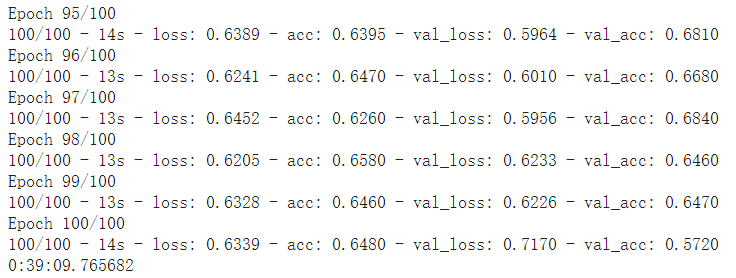 Epoch 95/100
100/100 - 14s - loss: 0.6389 - acc: 0.6395 - val_loss: 0.5964 - val_acc: 0.6810
Epoch 96/100
100/100 - 13s - loss: 0.6241 - acc: 0.6470 - val_loss: 0.6010 - val_acc: 0.6680
Epoch 97/100
100/100 - 13s - loss: 0.6452 - acc: 0.6260 - val_loss: 0.5956 - val_acc: 0.6840
Epoch 98/100
100/100 - 13s - loss: 0.6205 - acc: 0.6580 - val_loss: 0.6233 - val_acc: 0.6460
Epoch 99/100
100/100 - 13s - loss: 0.6328 - acc: 0.6460 - val_loss: 0.6226 - val_acc: 0.6470
Epoch 100/100
100/100 - 14s - loss: 0.6339 - acc: 0.6480 - val_loss: 0.7170 - val_acc: 0.5720
0:39:09.765682